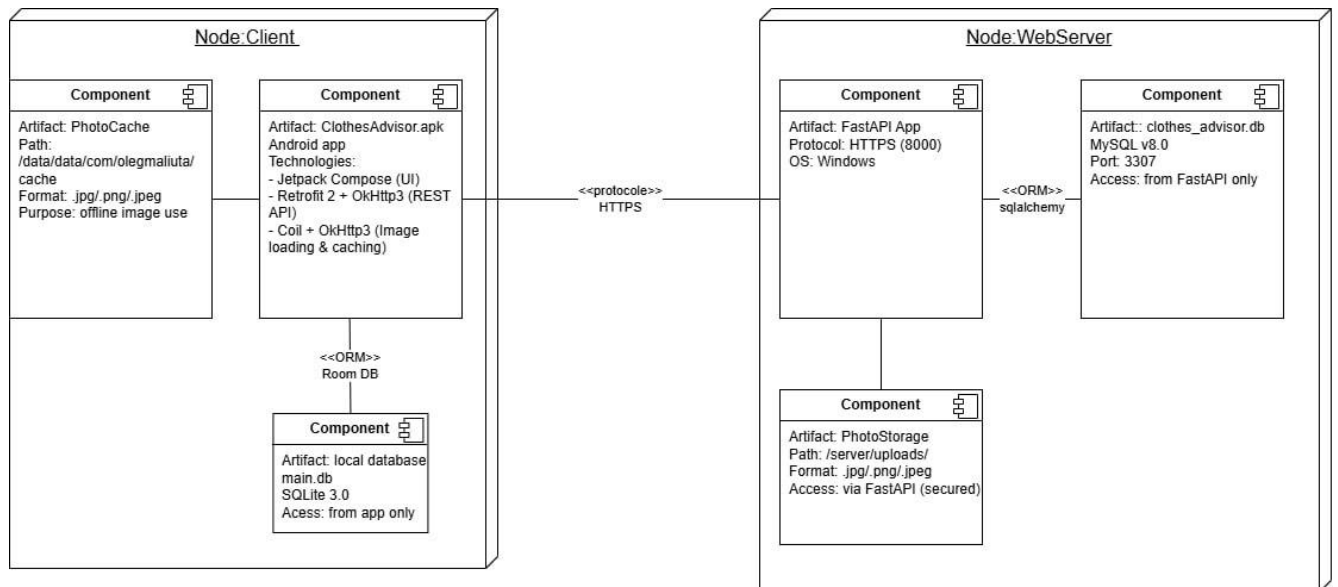 Node:Client
Component
Artifact: PhotoCache
Path:
/data/data/com/olegmaliuta/
cache
Format: .jpg/.png/.jpeg
Purpose: offline image use
Component
Artifact: ClothesAdvisor.apk
Android app
Technologies:
- Jetpack Compose (UI)
- Retrofit 2 + OkHttp3 (REST
API)
- Coil + OkHttp3 (Image
loading & caching)
<<ORM>>
Room DB
Component
Artifact: local database
main.db
SQLite 3.0
Acess: from app only
<<protocole>>
HTTPS
Node:WebServer
Component
Artifact: FastAPI App
Protocol: HTTPS (8000)
OS: Windows
<<ORM>>
sqlalchemy
Component
Artifact:: clothes_advisor.db
MySQL v8.0
Port: 3307
Access: from FastAPI only
Component
Artifact: PhotoStorage
Path: /server/uploads/
Format: .jpg/.png/.jpeg
Access: via FastAPI (secured)